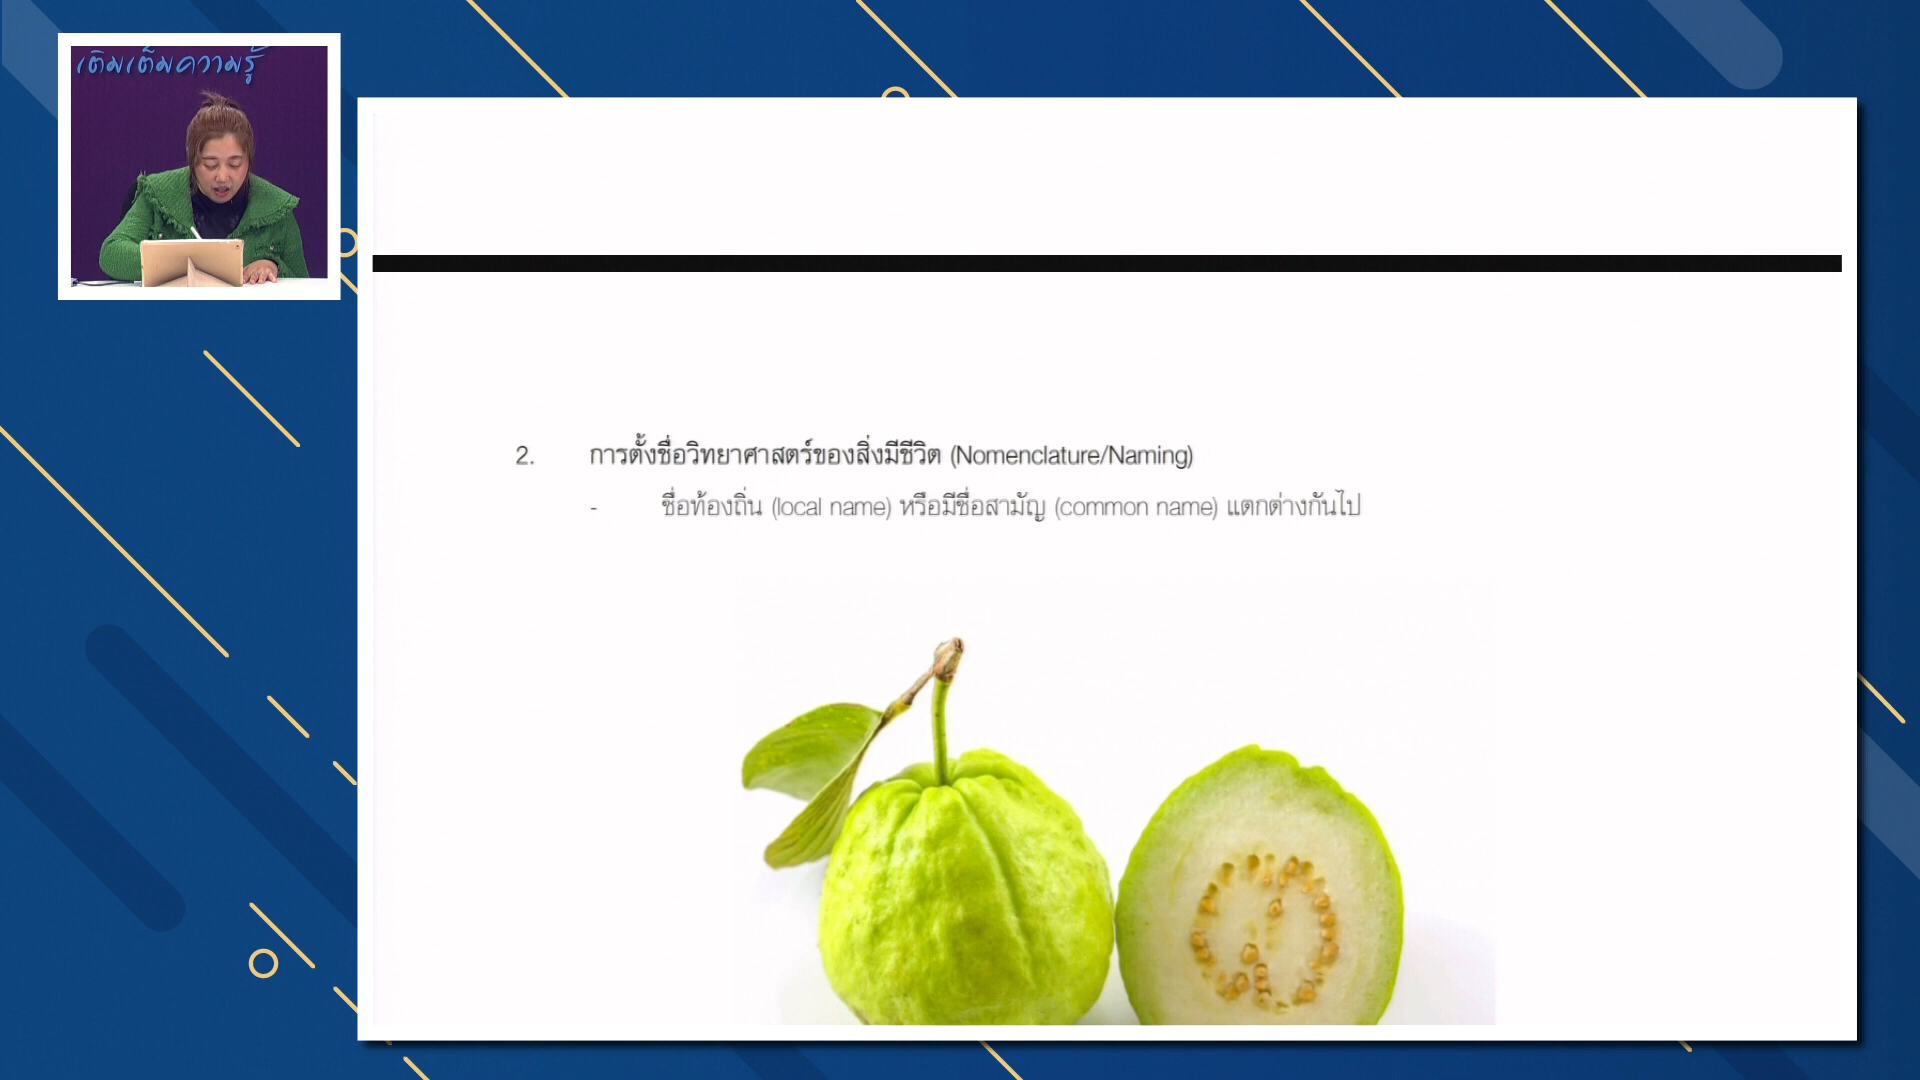 เติมเต็มความรู้
2. การตั้งชื่อวิทยาศาสตร์ของสิ่งมีชีวิต (Nomenclature/Naming)
- ชื่อท้องถิ่น (local name) หรือมีชื่อสามัญ (common name) แตกต่างกันไป